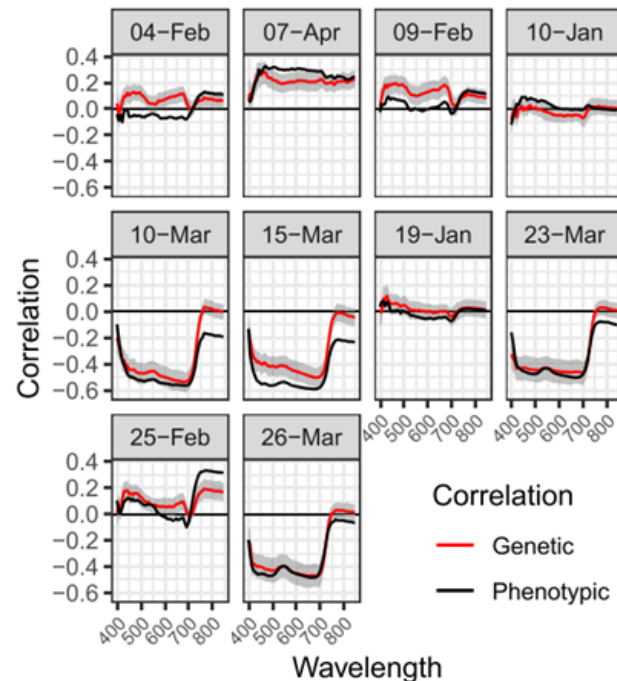 04−Feb 07−Apr 09−Feb 10−Jan
0.4
0.2
0.0
−0.2
−0.4
−0.6
10−Mar 15−Mar 19−Jan 23−Mar
0.4
0.2
0.0
−0.2
−0.4
−0.6
400 500 600 700 800 400 500 600 700 800
25−Feb 26−Mar
0.4
0.2
0.0
−0.2
−0.4
−0.6
400 500 600 700 800 400 500 600 700 800
Correlation
Wavelength
Correlation
Genetic
Phenotypic